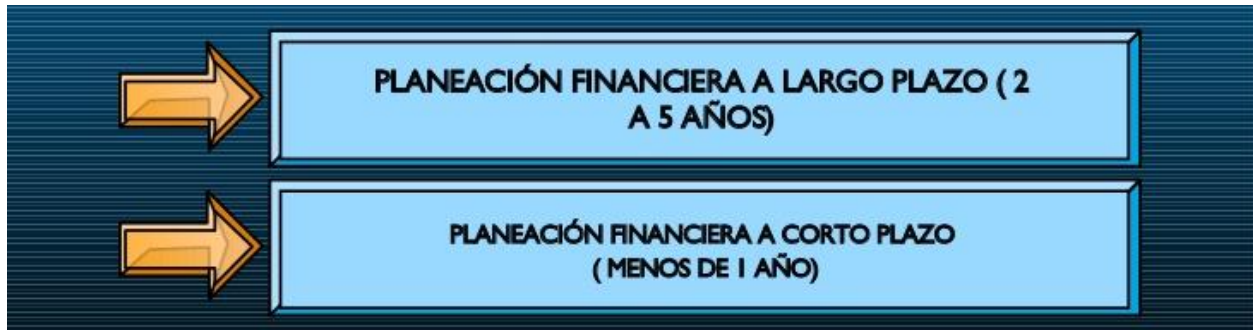 PLANEACIÓN FINANCIERA A LARGO PLAZO ( 2
A 5 AÑOS)
PLANEACIÓN FINANCIERA A CORTO PLAZO
( MENOS DE 1 AÑO)